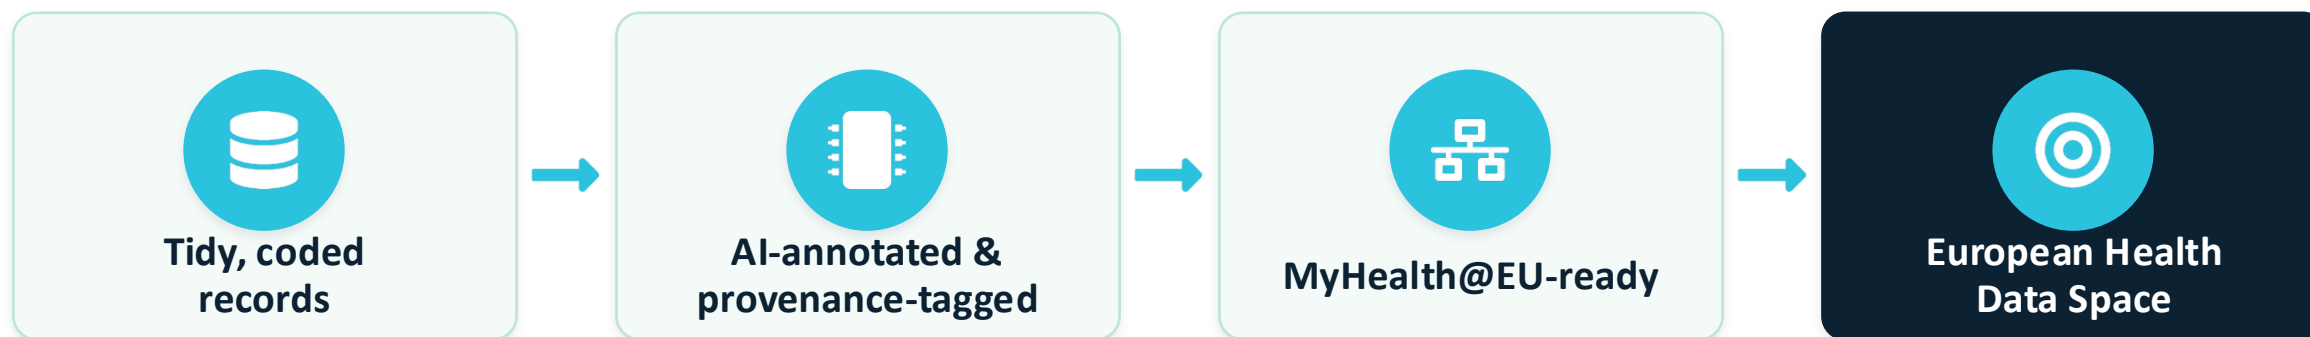 Tidy, coded
records
AI-annotated &
provenance-tagged
MyHealth@EU-ready
European Health
Data Space